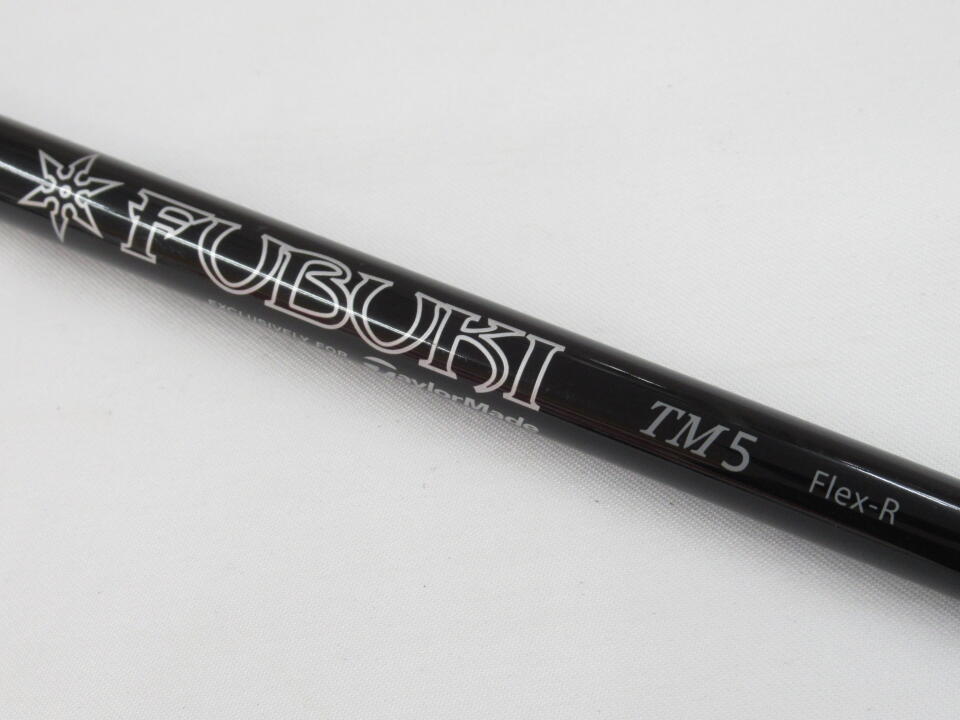 FUBUKI
EXCLUSIVELY FOR
TaylorMade
TM5
Flex-R